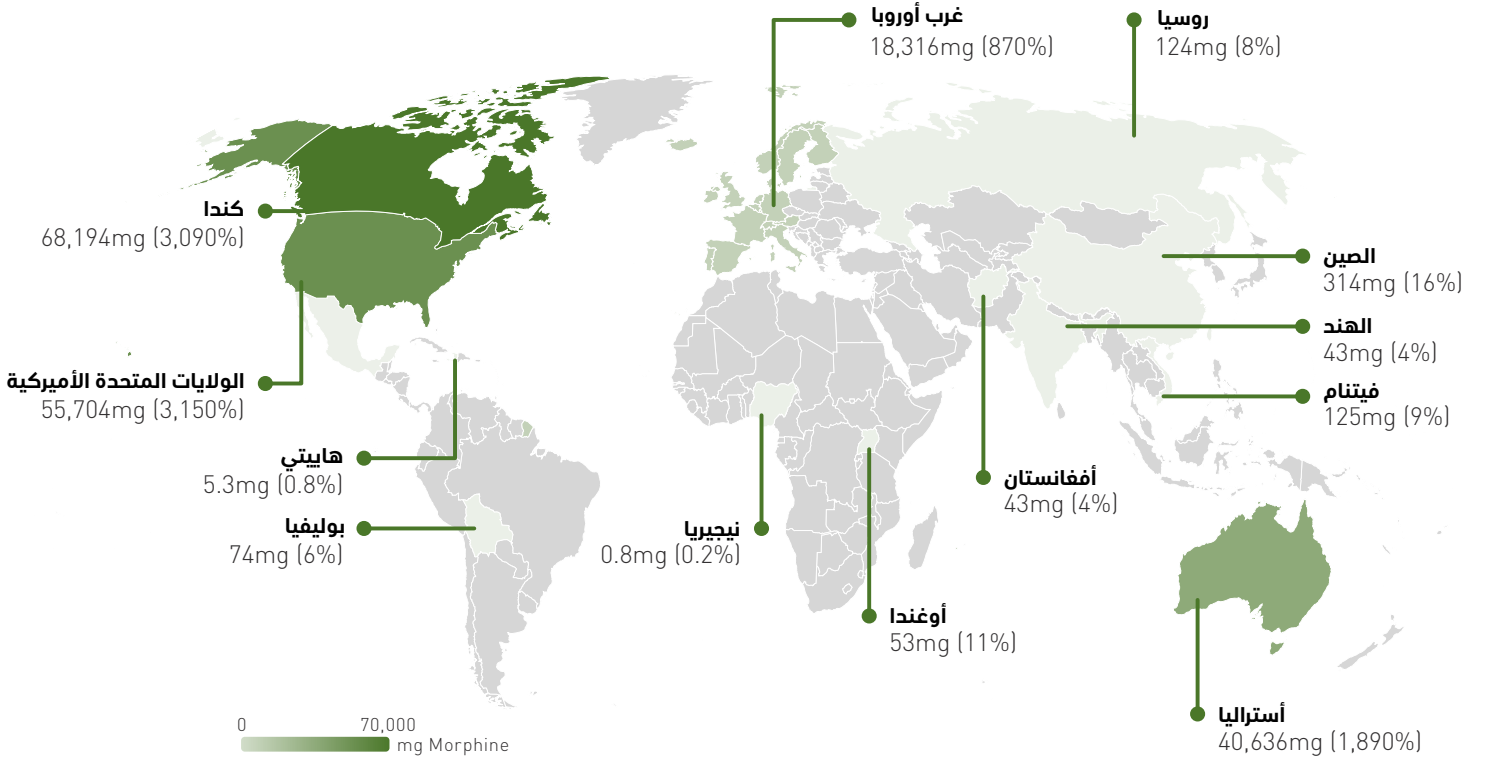 غرب أوروبا
18,316mg (870%)
روسيا
124mg (8%)
كندا
68,194mg (3,090%)
الصين
314mg (16%)
الهند
43mg (4%)
الولايات المتحدة الأميركية
55,704mg (3,150%)
فيتنام
125mg (9%)
هاييتي
5.3mg (0.8%)
أفغانستان
43mg (4%)
بوليفيا
74mg (6%)
نيجيريا
0.8mg (0.2%)
أوغندا
53mg (11%)
أستراليا
40,636mg (1,890%)
0 70,000
mg Morphine